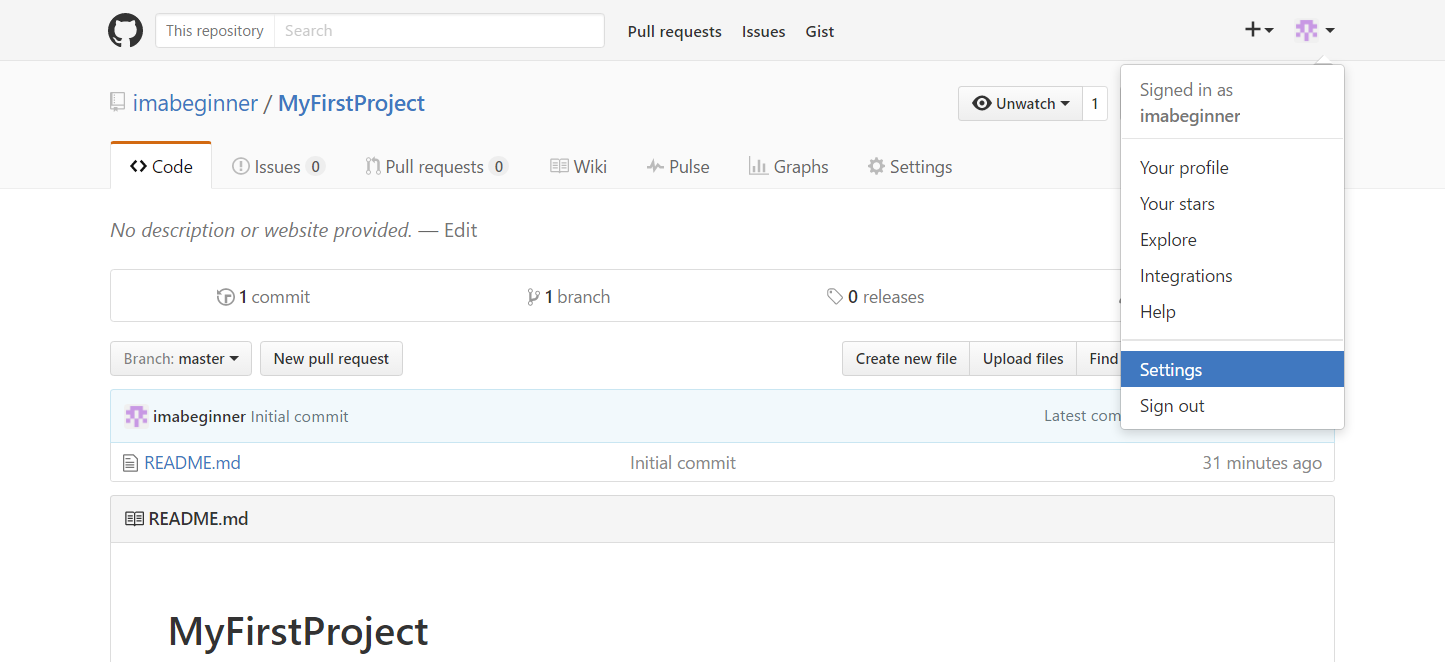 This repository Search Pull requests Issues Gist
Signed in as
imabeginner
Your profile
Your stars
Explore
Integrations
Help
Settings
Sign out
imabeginner / MyFirstProject Unwatch 1
Code Issues 0 Pull requests 0 Wiki Pulse Graphs Settings
No description or website provided. — Edit
1 commit 1 branch 0 releases
Branch: master New pull request Create new file Upload files Find
imabeginner Initial commit Latest com
README.md Initial commit 31 minutes ago
README.md
MyFirstProject